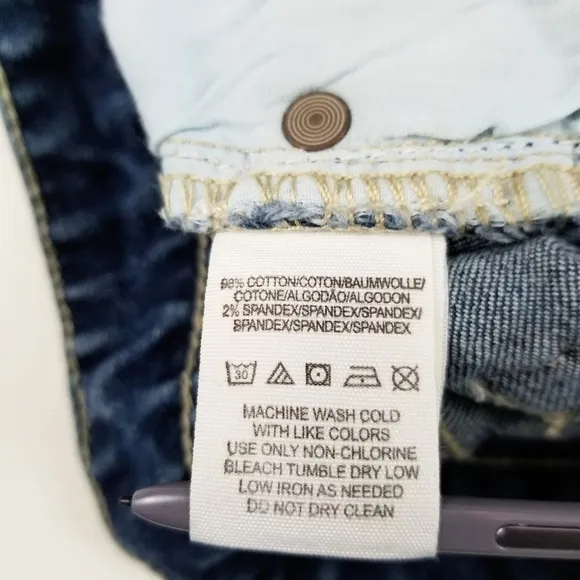 98% COTTON/COTON/BAUMWOLLE/
COTONE/ALGODÃO/ALGODON
2% SPANDEX/SPANDEX/SPANDEX/
SPANDEX/SPANDEX/SPANDEX
30
MACHINE WASH COLD
WITH LIKE COLORS
USE ONLY NON-CHLORINE
BLEACH TUMBLE DRY LOW
LOW IRON AS NEEDED
DO NOT DRY CLEAN